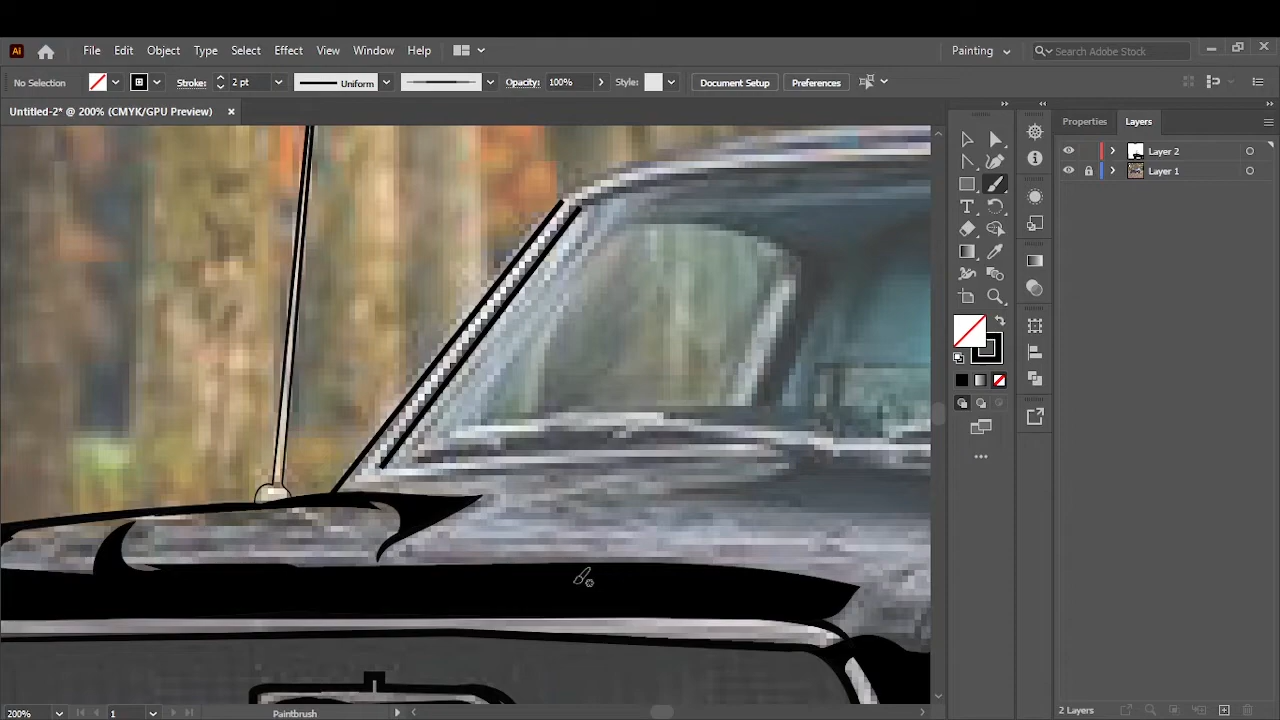 Ai File Edit Object Type Select Effect View Window Help Painting Search Adobe Stock
No Selection Stroke: 2 pt Uniform Opacity: 100% Style: Document Setup Preferences
Untitled-2* @ 200% (CMYK/GPU Preview)
Properties Layers
Layer 2
Layer 1
200% 1 Paintbrush 2 Layers